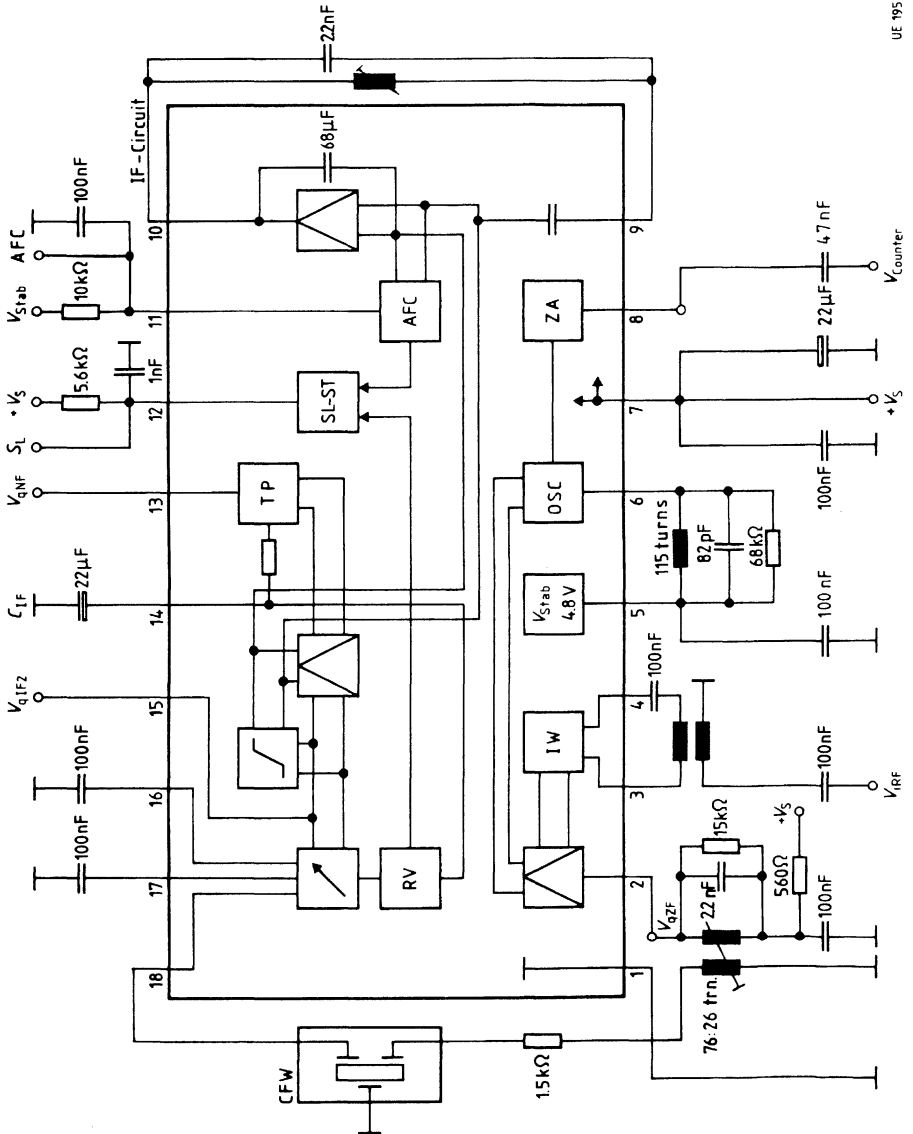 CFW
1.5kΩ
76:26 trn.
18
17
16
15
14
13
12
11
10
IF-Circuit
100nF
100nF
VqIF2
CIF
22µF
VqNF
SL
+VS
5.6kΩ
1nF
VStab
10kΩ
AFC
100nF
22nF
RV
TP
SL-ST
AFC
68µF
IW
VStab
4.8V
OSC
ZA
1
2
3
4
5
6
7
8
9
VqZF
22nF
15kΩ
560Ω
+VS
100nF
100nF
100nF
ViRF
115 turns
82pF
68kΩ
100nF
100nF
+VS
22µF
47nF
VCounter
UE 195